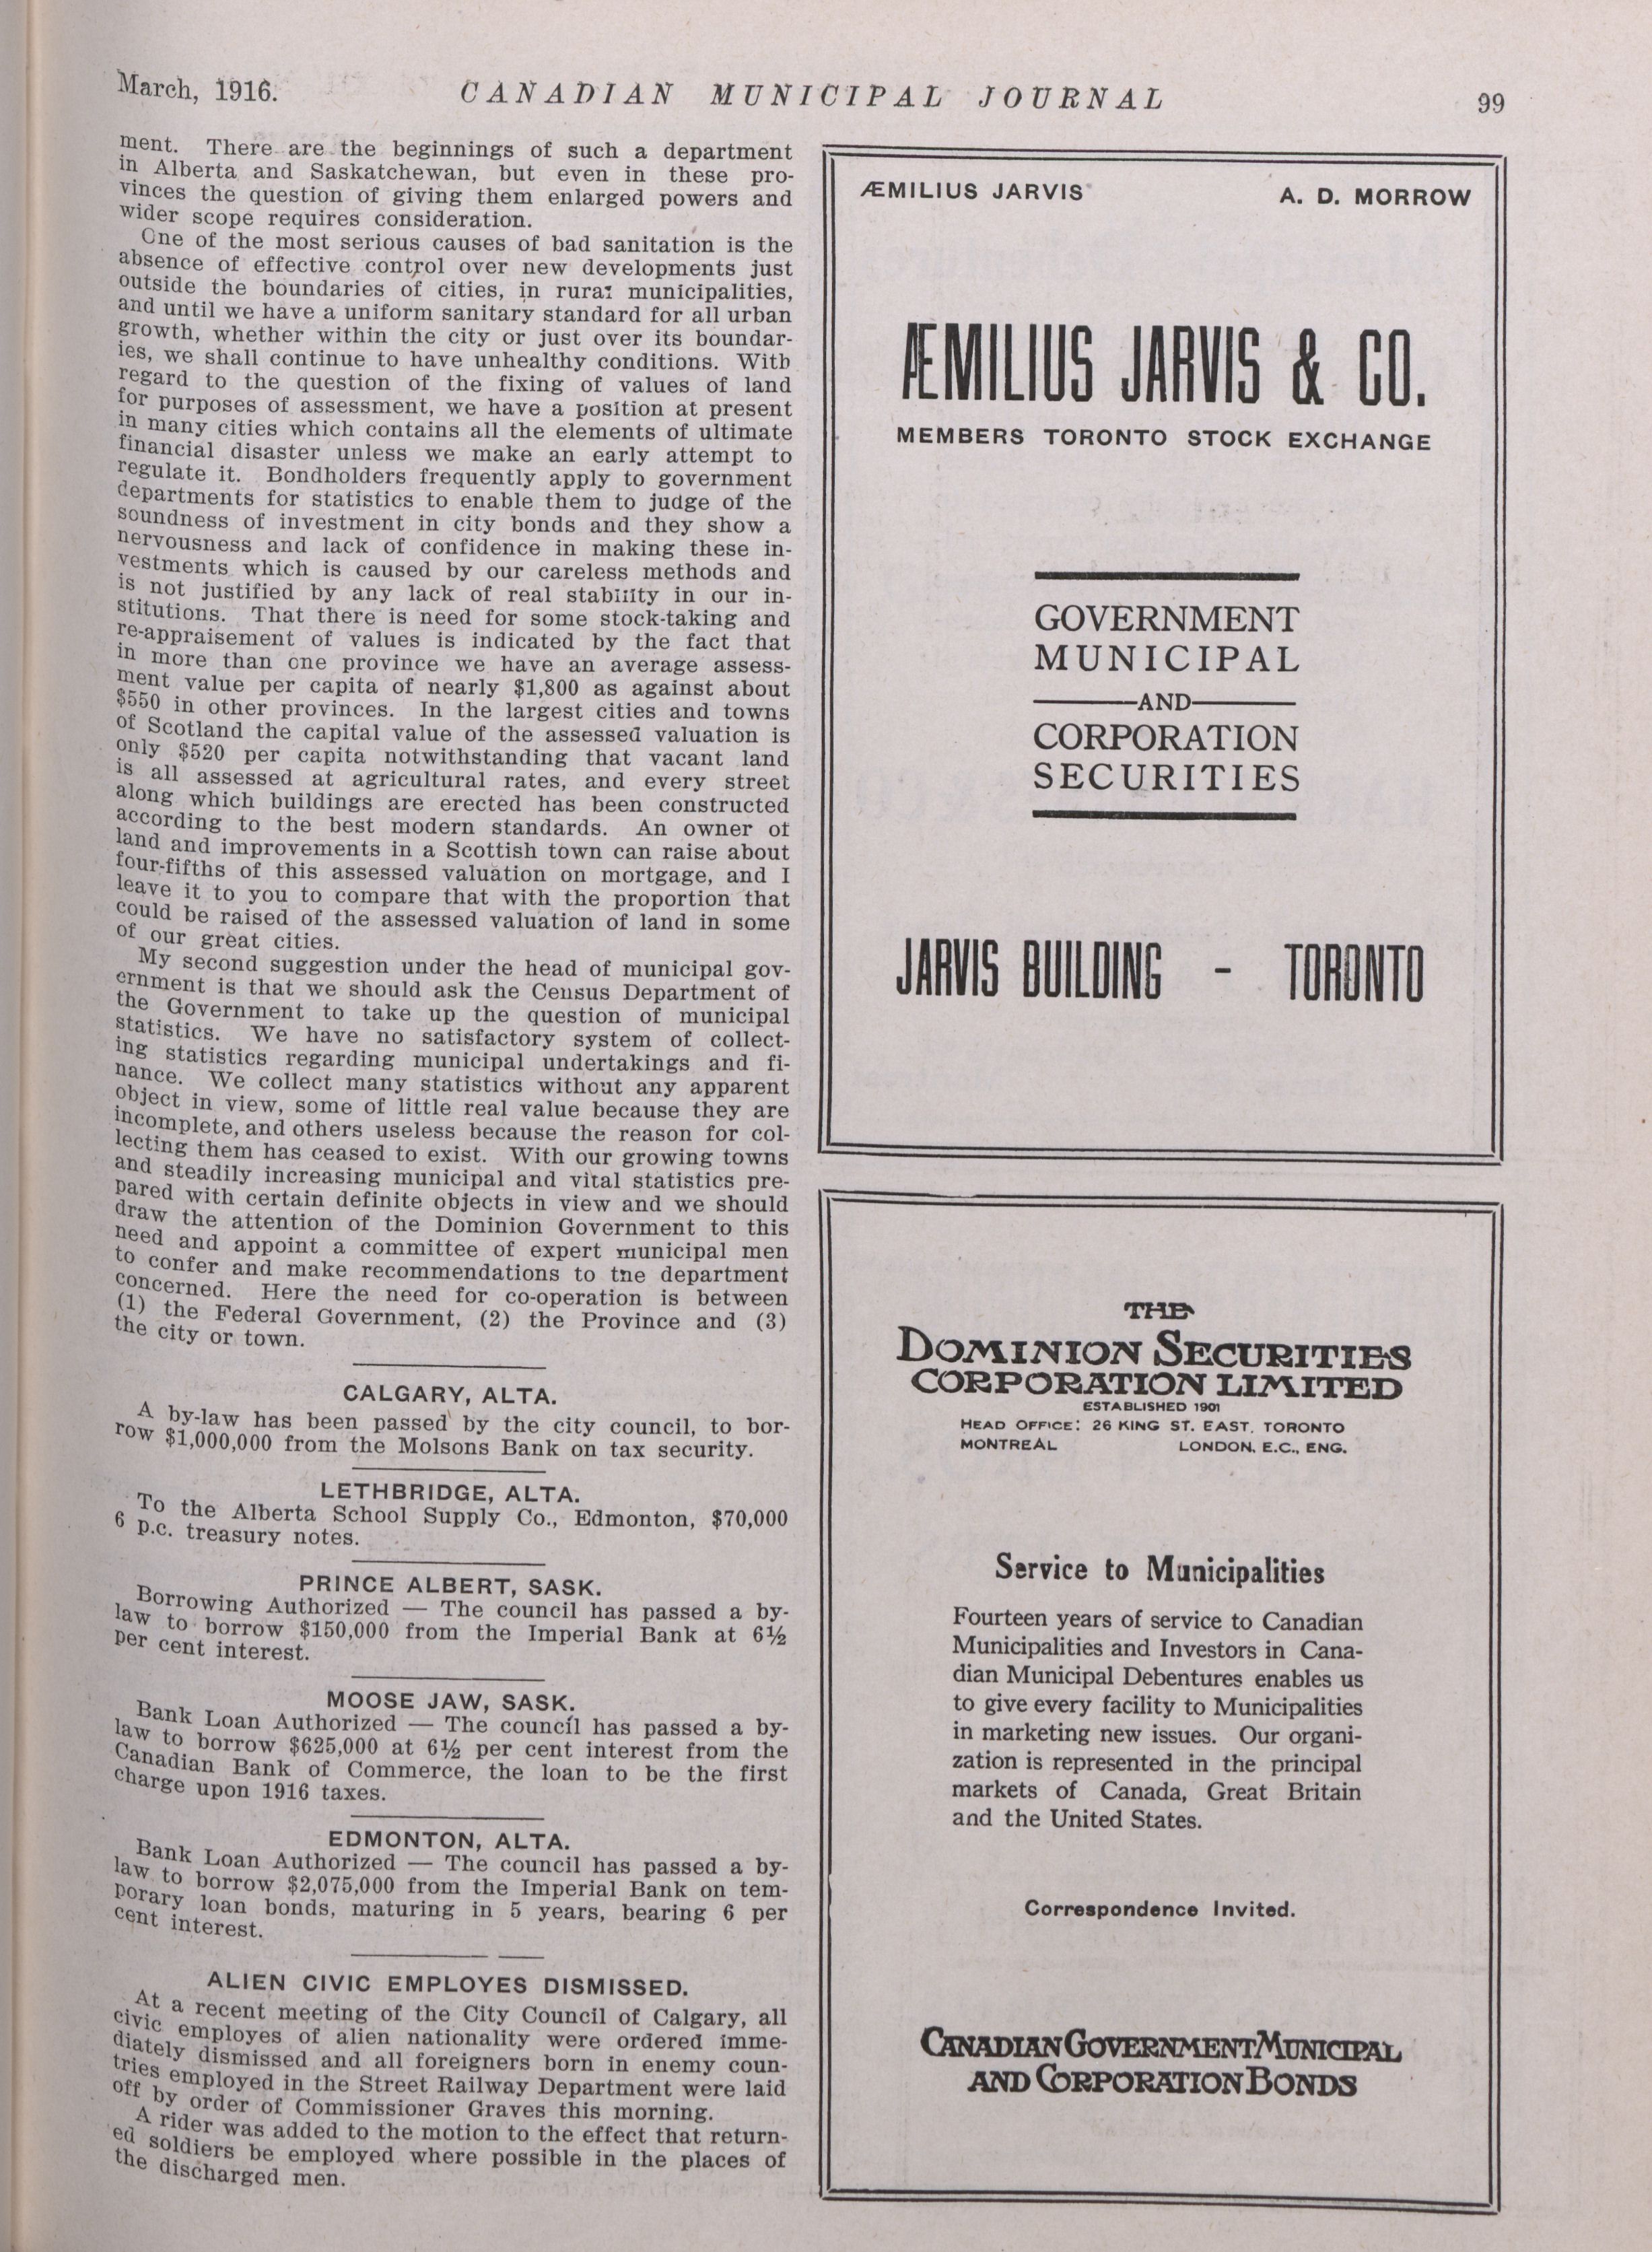 March, 1916.
CANADIAN MUNICIPAL JOURNAL
99
ment. There are the beginnings of such a department
in Alberta and Saskatchewan, but even in these pro-
vinces the question of giving them enlarged powers and
wider scope requires consideration.
One of the most serious causes of bad sanitation is the
absence of effective control over new developments just
outside the boundaries of cities, in rural municipalities,
and until we have a uniform sanitary standard for all urban
growth, whether within the city or just over its boundar-
ies, we shall continue to have unhealthy conditions. With
regard to the question of the fixing of values of land
for purposes of assessment, we have a position at present
in many cities which contains all the elements of ultimate
financial disaster unless we make an early attempt to
regulate it. Bondholders frequently apply to government
departments for statistics to enable them to judge of the
soundness of investment in city bonds and they show a
nervousness and lack of confidence in making these in-
vestments which is caused by our careless methods and
is not justified by any lack of real stability in our in-
stitutions. That there is need for some stock-taking and
re-appraisement of values is indicated by the fact that
in more than one province we have an average assess-
ment value per capita of nearly $1,800 as against about
$550 in other provinces. In the largest cities and towns
of Scotland the capital value of the assessed valuation is
only $520 per capita notwithstanding that vacant land
is all assessed at agricultural rates, and every street
along which buildings are erected has been constructed
according to the best modern standards. An owner of
land and improvements in a Scottish town can raise about
four-fifths of this assessed valuation on mortgage, and I
leave it to you to compare that with the proportion that
could be raised of the assessed valuation of land in some
of our great cities.
My second suggestion under the head of municipal gov-
ernment is that we should ask the Census Department of
the Government to take up the question of municipal
statistics. We have no satisfactory system of collect-
ing statistics regarding municipal undertakings and fi-
nance. We collect many statistics without any apparent
object in view, some of little real value because they are
incomplete, and others useless because the reason for col-
lecting them has ceased to exist. With our growing towns
and steadily increasing municipal and vital statistics pre-
pared with certain definite objects in view and we should
draw the attention of the Dominion Government to this
need and appoint a committee of expert municipal men
to confer and make recommendations to the department
concerned. Here the need for co-operation is between
(1) the Federal Government, (2) the Province and (3)
the city or town.
CALGARY, ALTA.
A by-law has been passed by the city council, to bor-
row $1,000,000 from the Molsons Bank on tax security.
LETHBRIDGE, ALTA.
To the Alberta School Supply Co., Edmonton, $70,000
6 p.c. treasury notes.
PRINCE ALBERT, SASK.
Borrowing Authorized — The council has passed a by-
law to borrow $150,000 from the Imperial Bank at 6½
per cent interest.
MOOSE JAW, SASK.
Bank Loan Authorized — The council has passed a by-
law to borrow $625,000 at 6½ per cent interest from the
Canadian Bank of Commerce, the loan to be the first
charge upon 1916 taxes.
EDMONTON, ALTA.
Bank Loan Authorized — The council has passed a by-
law to borrow $2,075,000 from the Imperial Bank on tem-
porary loan bonds, maturing in 5 years, bearing 6 per
cent interest.
ALIEN CIVIC EMPLOYES DISMISSED.
At a recent meeting of the City Council of Calgary, all
civic employes of alien nationality were ordered imme-
diately dismissed and all foreigners born in enemy coun-
tries employed in the Street Railway Department were laid
off by order of Commissioner Graves this morning.
A rider was added to the motion to the effect that return-
ed soldiers be employed where possible in the places of
the discharged men.
ÆMILIUS JARVIS
A. D. MORROW
ÆMILIUS JARVIS & CO.
MEMBERS TORONTO STOCK EXCHANGE
GOVERNMENT
MUNICIPAL
AND
CORPORATION
SECURITIES
JARVIS BUILDING - TORONTO
THE
DOMINION SECURITIES
CORPORATION LIMITED
ESTABLISHED 1901
HEAD OFFICE: 26 KING ST. EAST, TORONTO
MONTREAL LONDON, E.C., ENG.
Service to Municipalities
Fourteen years of service to Canadian
Municipalities and Investors in Cana-
dian Municipal Debentures enables us
to give every facility to Municipalities
in marketing new issues. Our organi-
zation is represented in the principal
markets of Canada, Great Britain
and the United States.
Correspondence Invited.
CANADIAN GOVERNMENT MUNICIPAL
AND CORPORATION BONDS